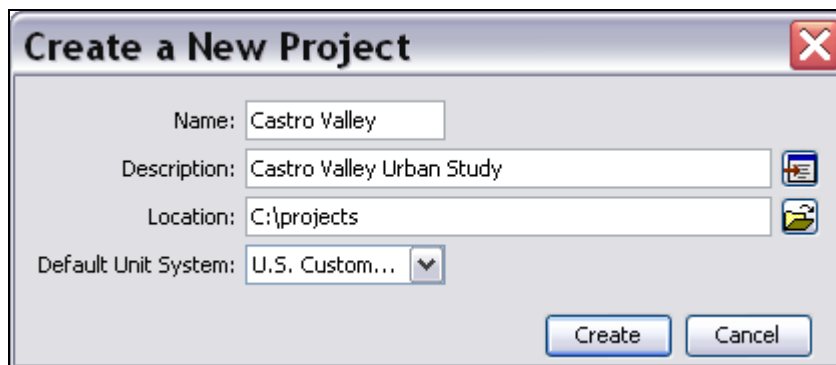 Create a New Project
Name: Castro Valley
Description: Castro Valley Urban Study
Location: C:\projects
Default Unit System: U.S. Custom...
Create Cancel